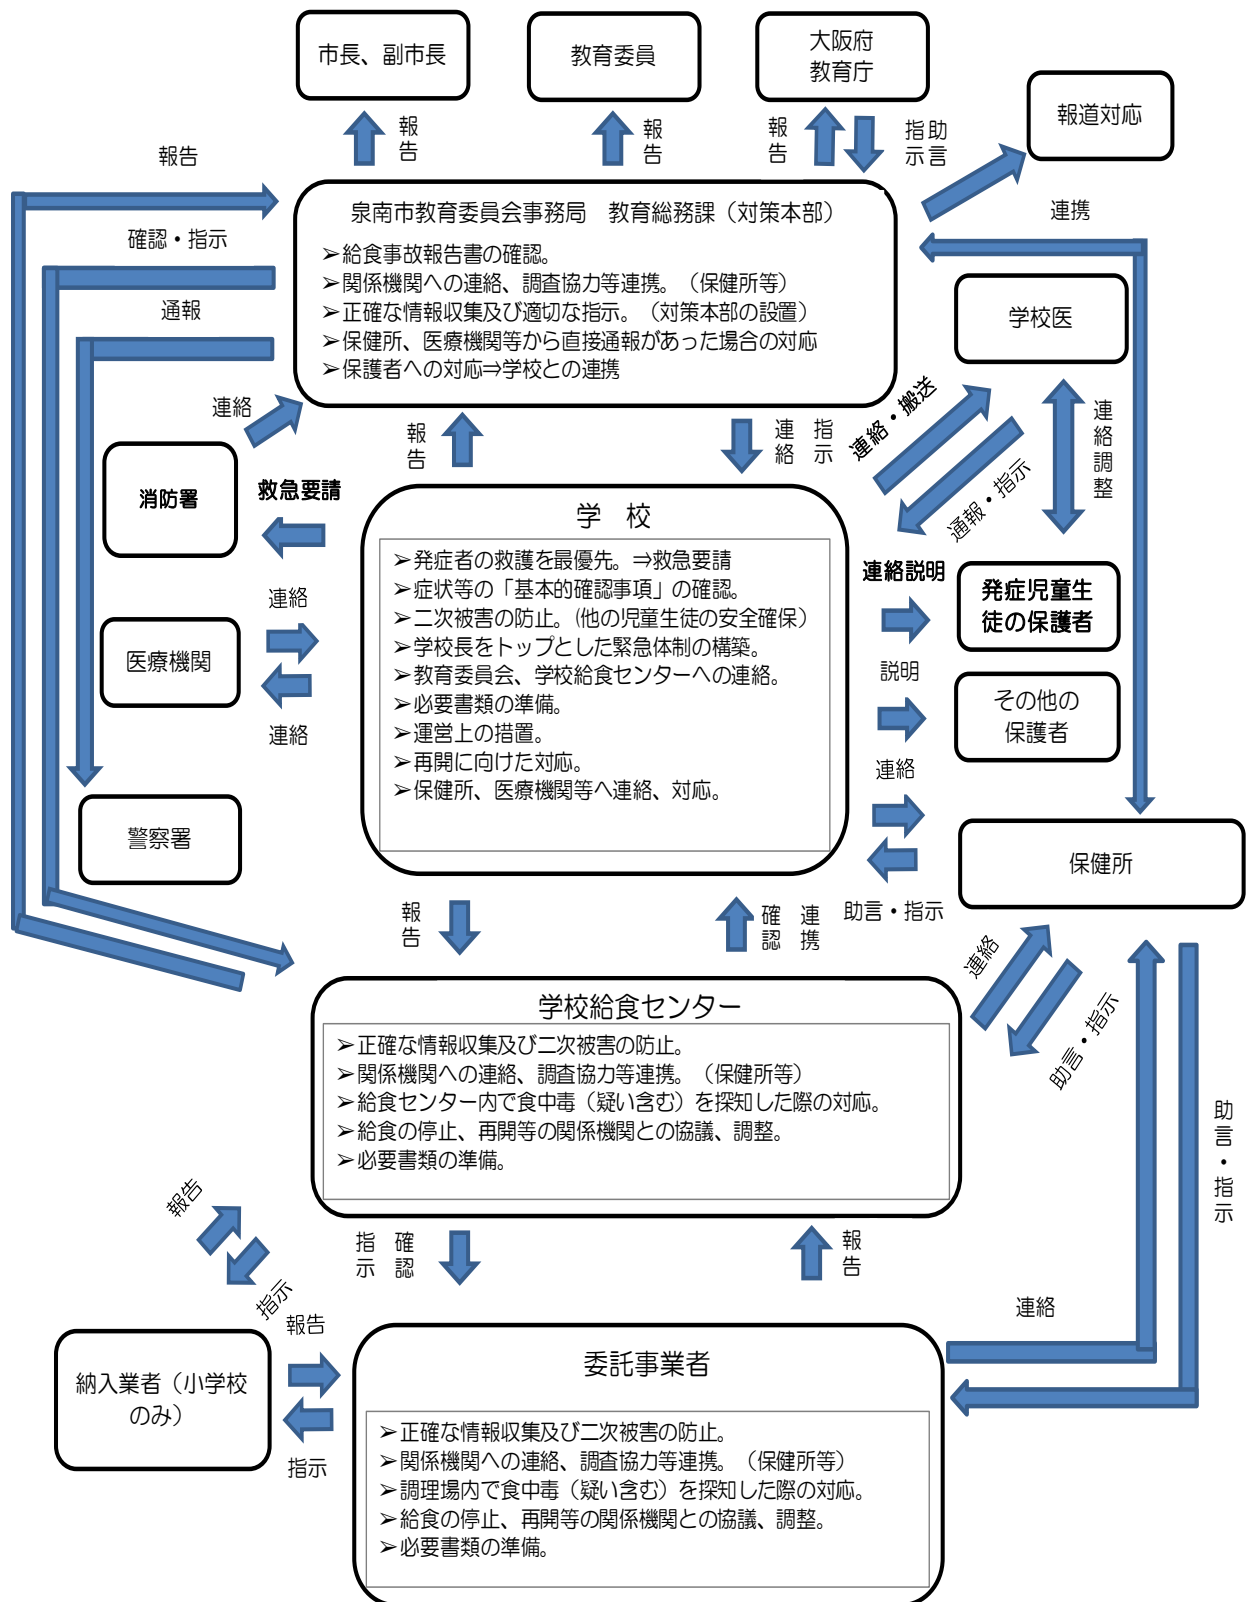 市長、副市長
教育委員
大阪府
教育庁
報道対応
報告
報告
報告
指示
助言
報告
連携
確認・指示
通報
泉南市教育委員会事務局　教育総務課（対策本部）
➢給食事故報告書の確認。
➢関係機関への連絡、調査協力等連携。（保健所等）
➢正確な情報収集及び適切な指示。（対策本部の設置）
➢保健所、医療機関等から直接通報があった場合の対応
➢保護者への対応⇒学校との連携
学校医
連絡
報告
連絡
指示
連絡・搬送
通報・指示
連絡調整
消防署
救急要請
学　校
➢発症者の救護を最優先。⇒救急要請
➢症状等の「基本的確認事項」の確認。
➢二次被害の防止。（他の児童生徒の安全確保）
➢学校長をトップとした緊急体制の構築。
➢教育委員会、学校給食センターへの連絡。
➢必要書類の準備。
➢運営上の措置。
➢再開に向けた対応。
➢保健所、医療機関等へ連絡、対応。
連絡説明
発症児童生
徒の保護者
連絡
医療機関
連絡
説明
その他の
保護者
連絡
警察署
保健所
助言・指示
報告
確認
連携
連絡
助言・指示
学校給食センター
➢正確な情報収集及び二次被害の防止。
➢関係機関への連絡、調査協力等連携。（保健所等）
➢給食センター内で食中毒（疑い含む）を探知した際の対応。
➢給食の停止、再開等の関係機関との協議、調整。
➢必要書類の準備。
助言・指示
報告
指示
指示
確認
報告
連絡
報告
納入業者（小学校
のみ）
指示
委託事業者
➢正確な情報収集及び二次被害の防止。
➢関係機関への連絡、調査協力等連携。（保健所等）
➢調理場内で食中毒（疑い含む）を探知した際の対応。
➢給食の停止、再開等の関係機関との協議、調整。
➢必要書類の準備。